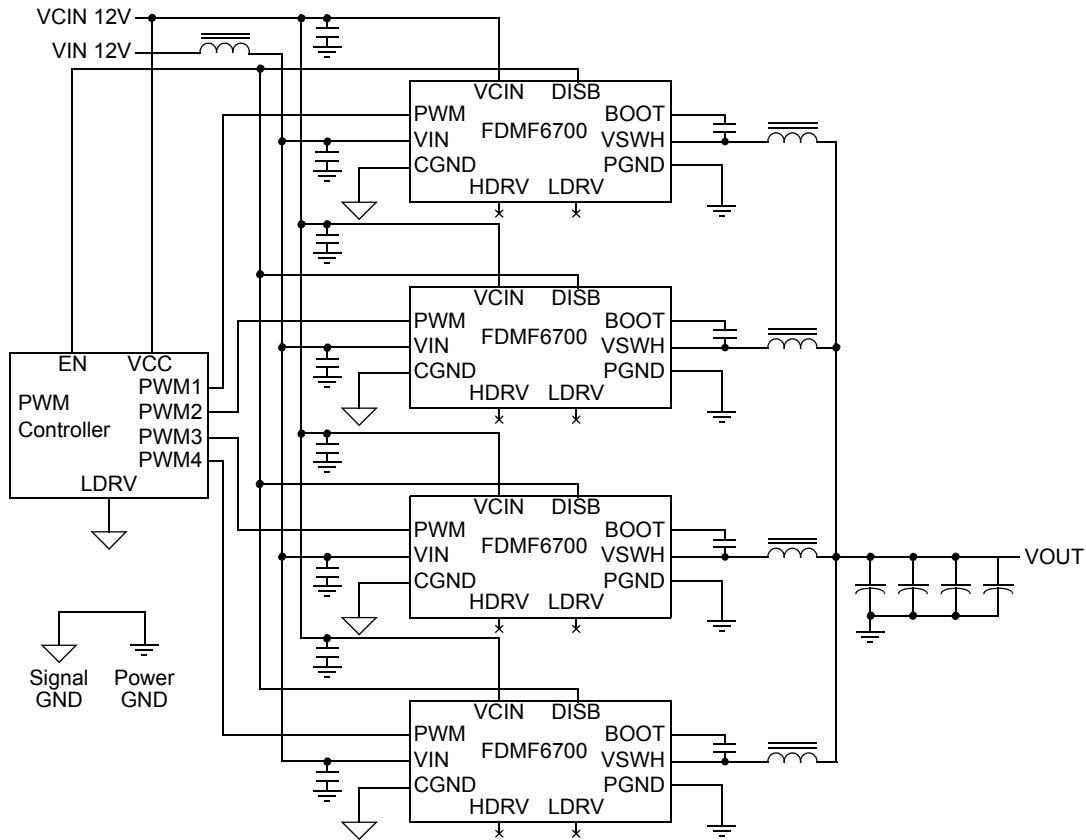 VCIN 12V
VIN 12V
VCIN DISB
PWM BOOT
FDMF6700
VIN VSWH
CGND PGND
HDRV LDRV
VCIN DISB
PWM BOOT
FDMF6700
VIN VSWH
CGND PGND
HDRV LDRV
EN VCC
PWM1
PWM
Controller
PWM2
PWM3
PWM4
LDRV
VCIN DISB
PWM BOOT
FDMF6700
VIN VSWH
CGND PGND
HDRV LDRV
VOUT
Signal
GND
Power
GND
VCIN DISB
PWM BOOT
FDMF6700
VIN VSWH
CGND PGND
HDRV LDRV